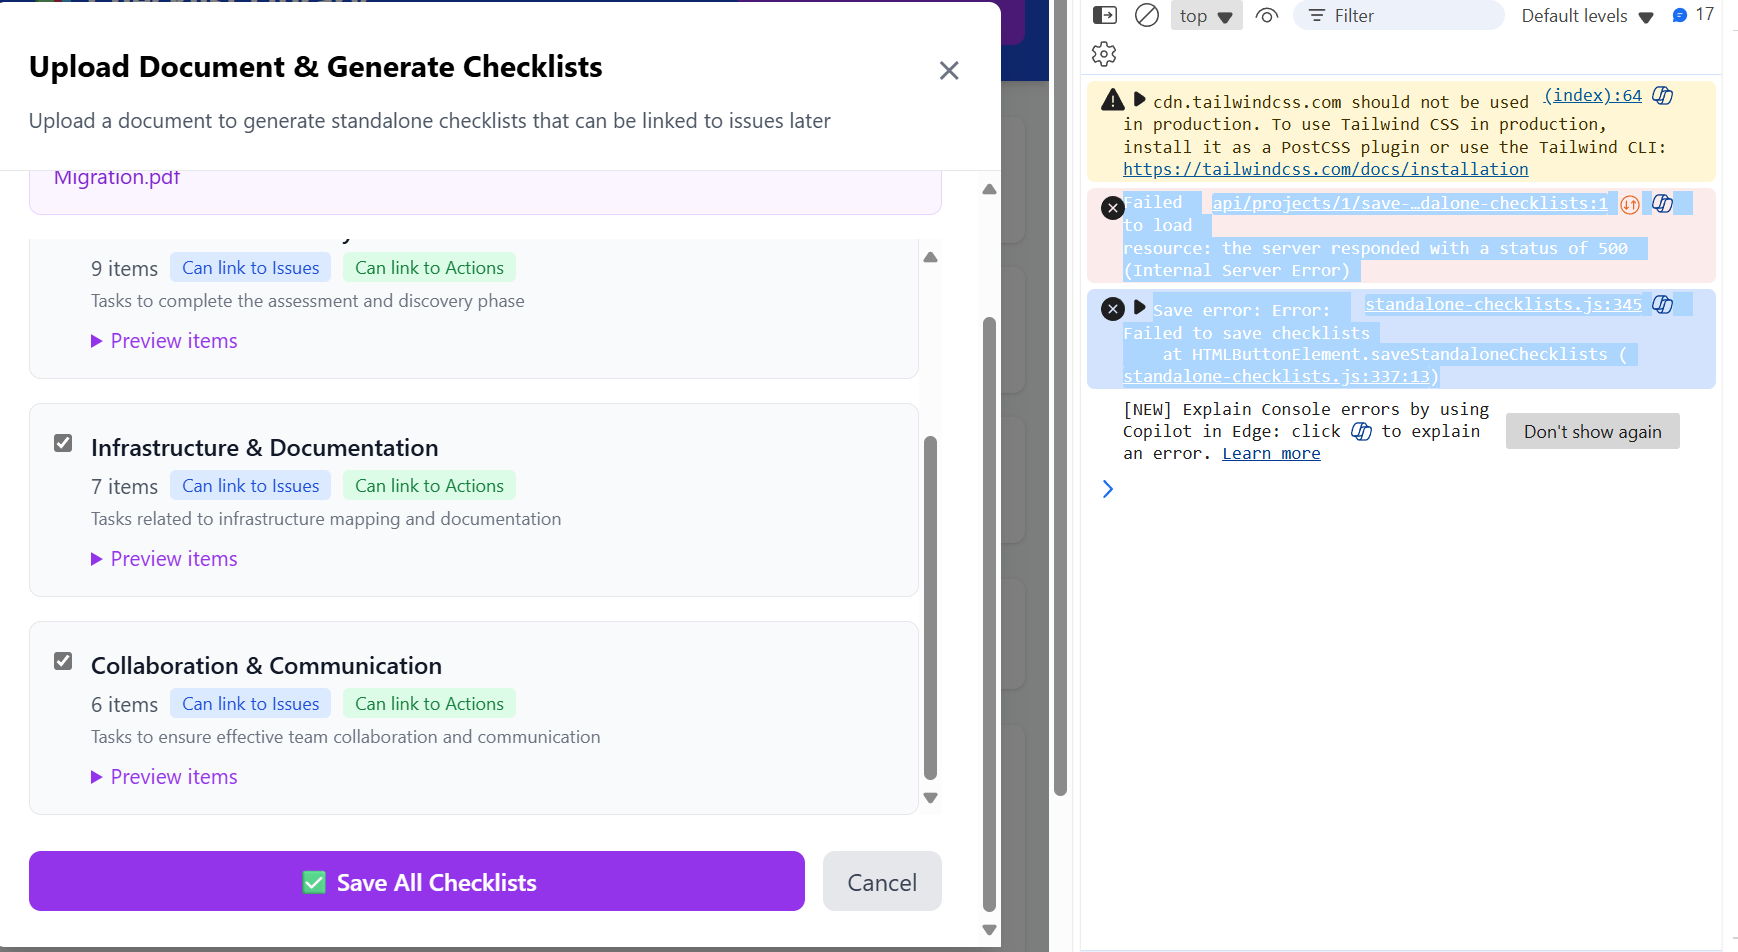 Upload Document & Generate Checklists
Upload a document to generate standalone checklists that can be linked to issues later
Migration.pdf
9 items Can link to Issues Can link to Actions
Tasks to complete the assessment and discovery phase
Preview items
Infrastructure & Documentation
7 items Can link to Issues Can link to Actions
Tasks related to infrastructure mapping and documentation
Preview items
Collaboration & Communication
6 items Can link to Issues Can link to Actions
Tasks to ensure effective team collaboration and communication
Preview items
Save All Checklists
Cancel
top
Filter
Default levels
17
cdn.tailwindcss.com should not be used (index):64
in production. To use Tailwind CSS in production,
install it as a PostCSS plugin or use the Tailwind CLI:
https://tailwindcss.com/docs/installation
Failed api/projects/1/save-…dalone-checklists:1
to load
resource: the server responded with a status of 500
(Internal Server Error)
Save error: Error: standalone-checklists.js:345
Failed to save checklists
at HTMLButtonElement.saveStandaloneChecklists (
standalone-checklists.js:337:13)
[NEW] Explain Console errors by using
Copilot in Edge: click to explain
an error. Learn more
Don't show again